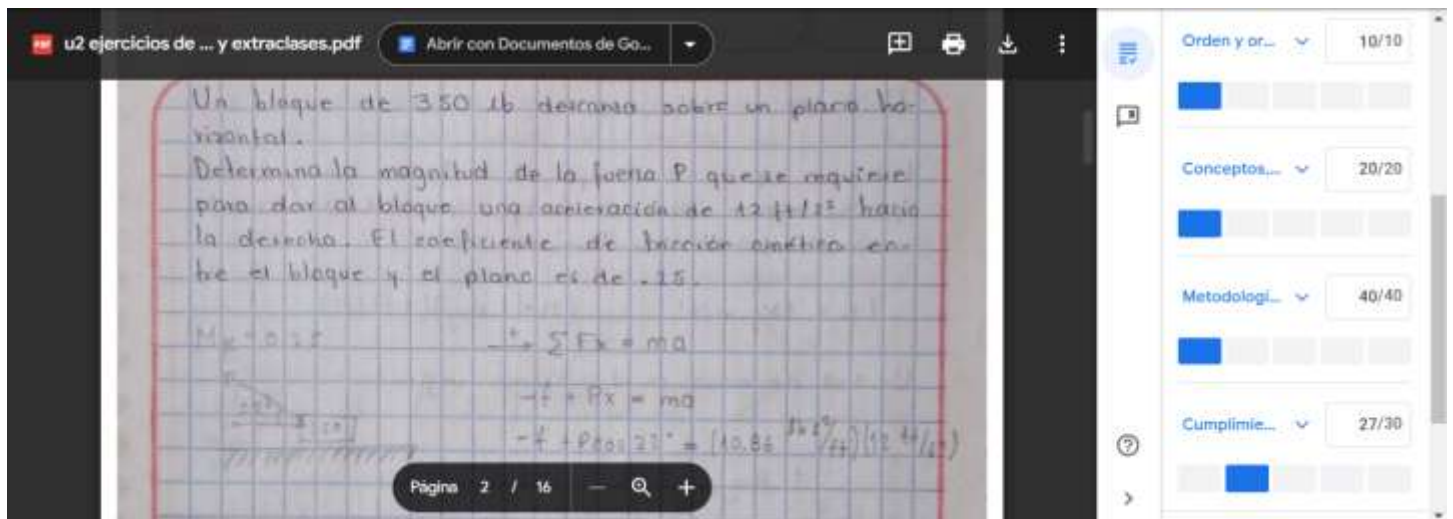 u2 ejercicios de ... y extraclases.pdf
Abrir con Documentos de Go...
Un bloque de 350 lb descansa sobre un plano ho-
rizontal.
Determina la magnitud de la fuerza P que se requiere
para dar al bloque una aceleración de 12 ft/s² hacia
la derecha. El coeficiente de fricción cinético en-
tre el bloque y el plano es de .25.
→+ Σ Fx = ma
-f + Px = ma
Página 2 / 16
Orden y or...
10/10
Conceptos,...
20/20
Metodologí...
40/40
Cumplimie...
27/30